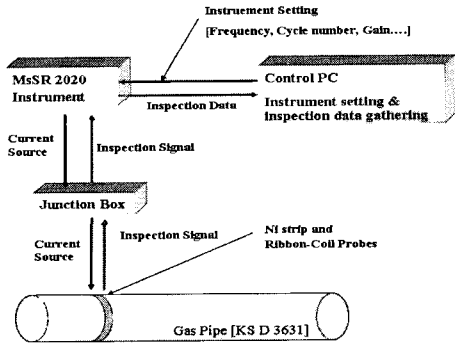 Instruement Setting
[Frequency, Cycle number, Gain....]
MsSR 2020
Instrument
Control PC
Inspection Data
Instrument setting &
inspection data gathering
Current
Source
Inspection Signal
Junction Box
Current
Source
Inspection Signal
Ni strip and
Ribbon-Coil Probes
Gas Pipe [KS D 3631]